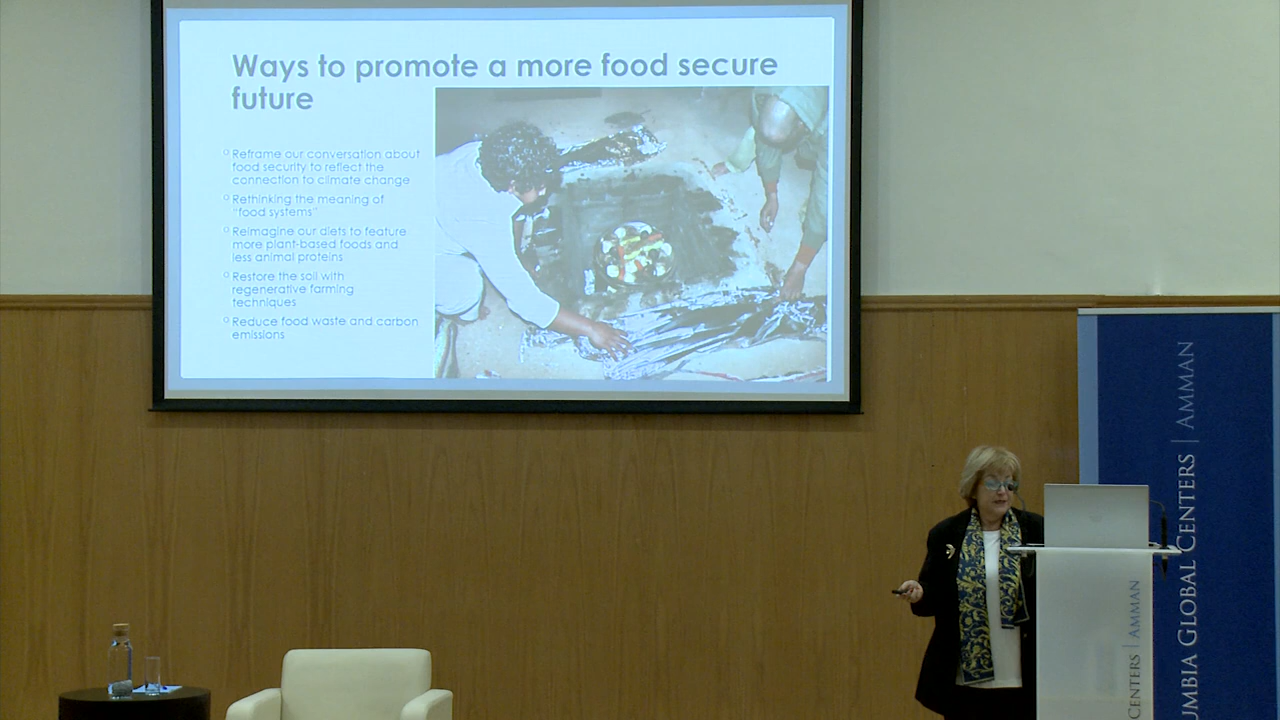 Ways to promote a more food secure
future
Reframe our conversation about
food security to reflect the
connection to climate change
Rethinking the meaning of
"food systems"
Reimagine our diets to feature
more plant-based foods and
less animal proteins
Restore the soil with
regenerative farming
techniques
Reduce food waste and carbon
emissions
UMBIA GLOBAL CENTERS | AMMAN
CENTERS | AMMAN